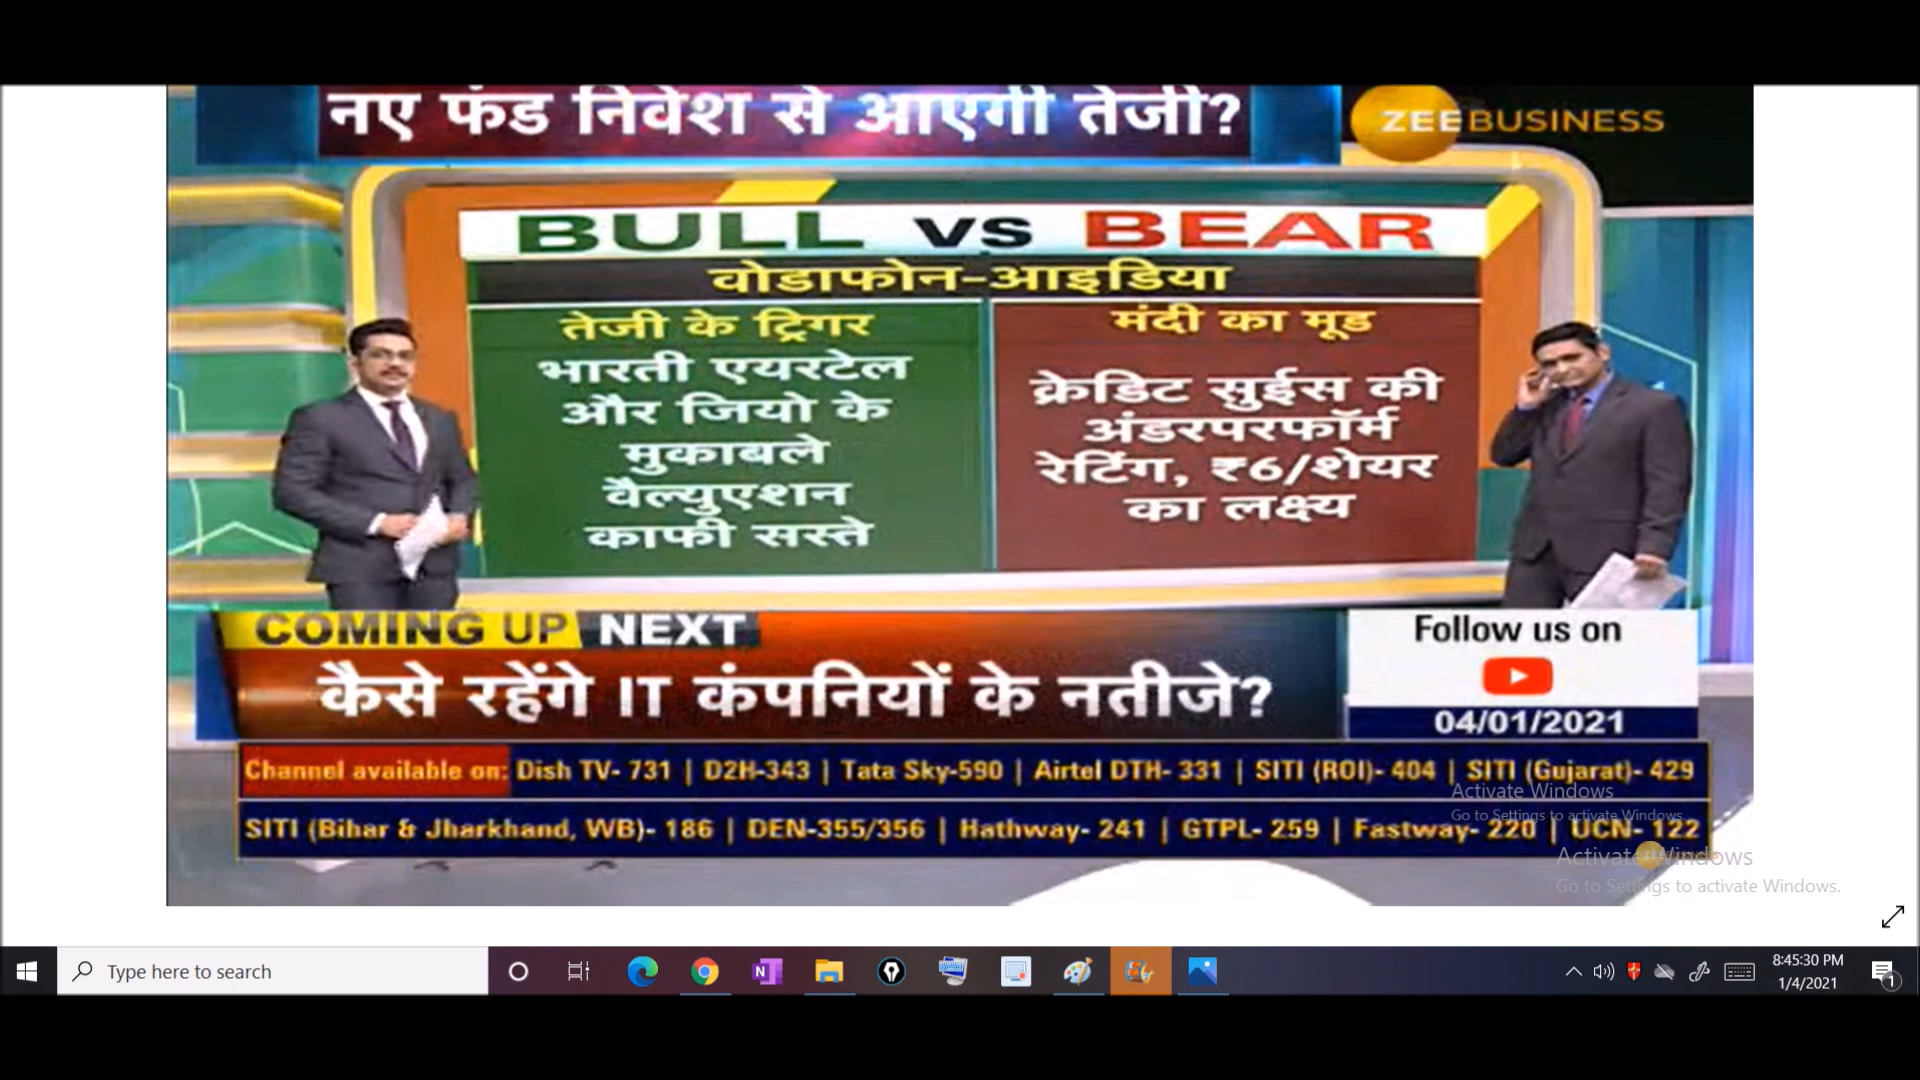 नए फंड निवेश से आएगी तेजी?
ZEEBUSINESS
BULL vs BEAR
वोडाफोन-आइडिया
तेजी के ट्रिगर
भारती एयरटेल
और जियो के
मुकाबले
वैल्युएशन
काफी सस्ते
मंदी का मूड
क्रेडिट सुईस की
अंडरपरफॉर्म
रेटिंग, ₹6/शेयर
का लक्ष्य
COMING UP NEXT
कैसे रहेंगे IT कंपनियों के नतीजे?
Follow us on
04/01/2021
Channel available on: Dish TV- 731 | D2H-343 | Tata Sky-590 | Airtel DTH- 331 | SITI (ROI)- 404 | SITI (Gujarat)- 429
SITI (Bihar & Jharkhand, WB)- 186 | DEN-355/356 | Hathway- 241 | GTPL- 259 | Fastway- 220 | UCN- 122
Activate Windows
Go to Settings to activate Windows.
Activate Windows
Go to Settings to activate Windows.
Type here to search
8:45:30 PM
1/4/2021
1